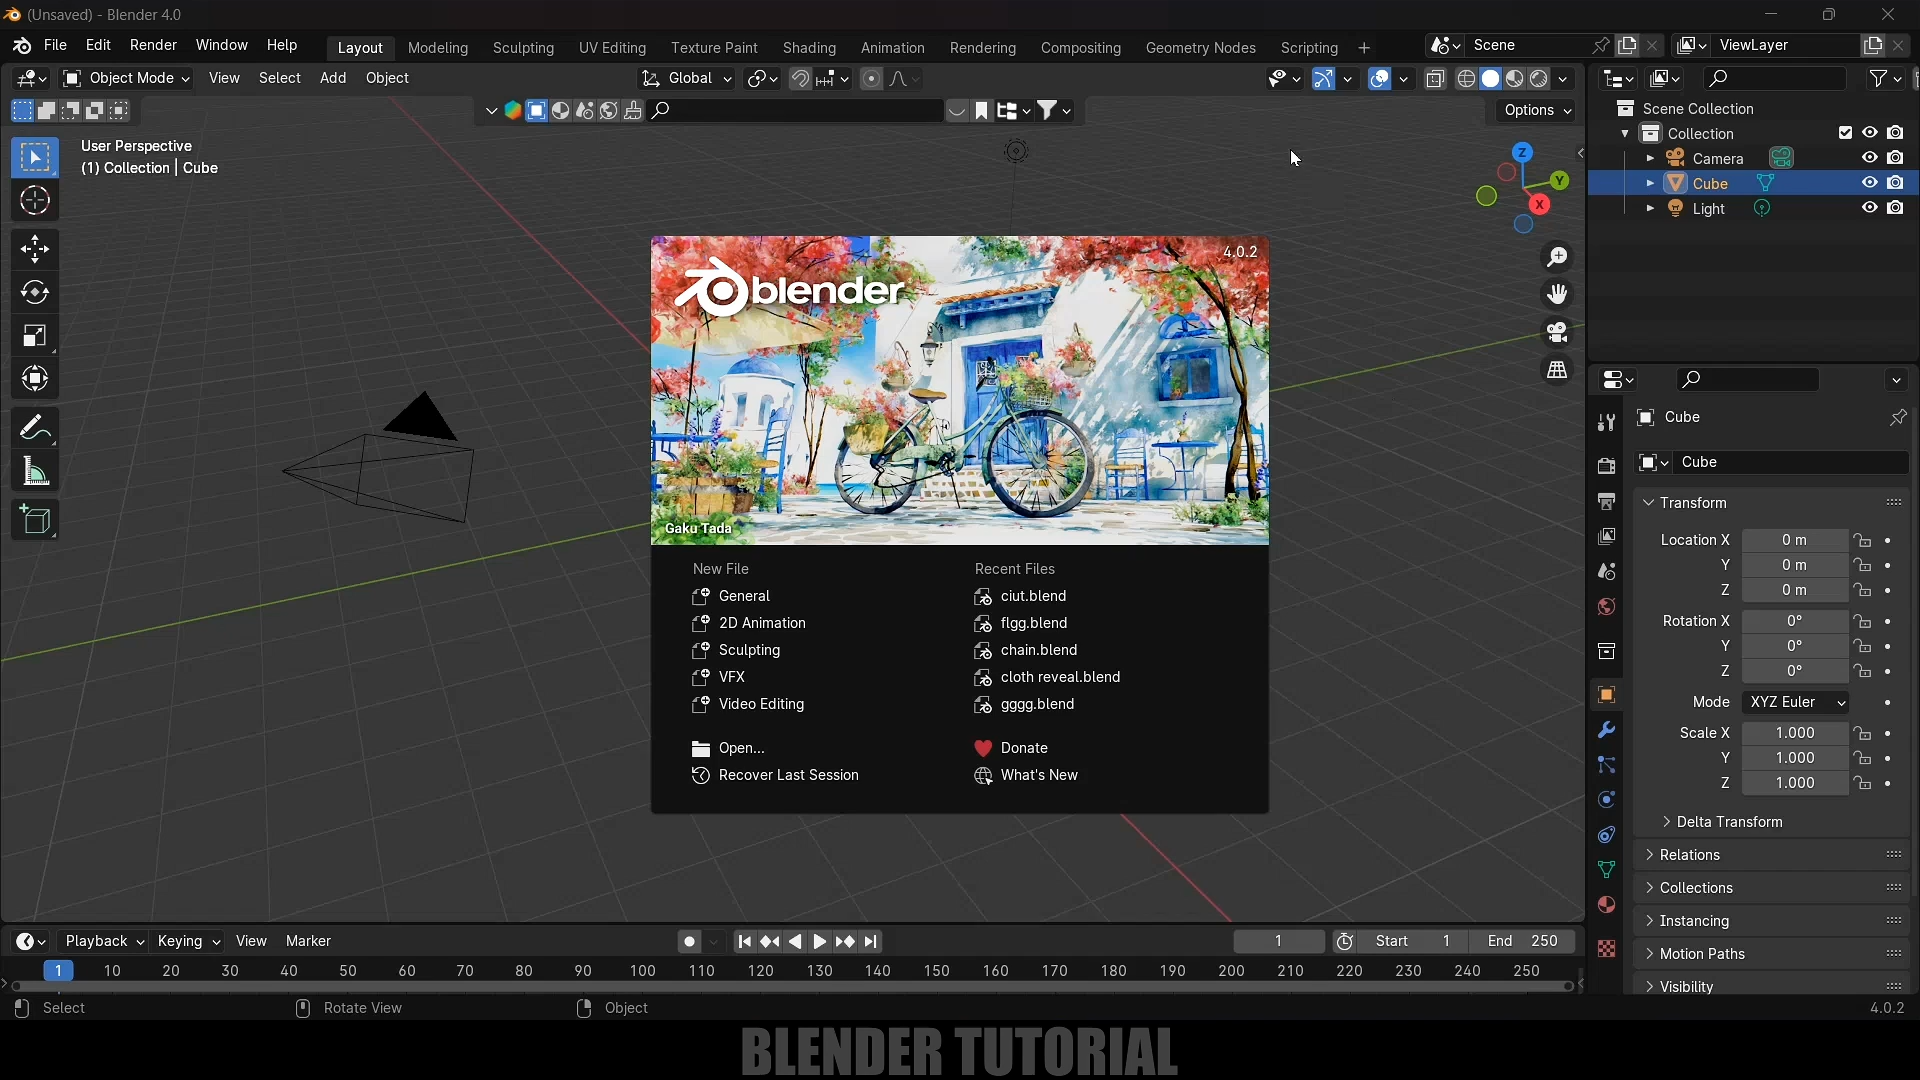 (Unsaved) - Blender 4.0
File Edit Render Window Help
Layout Modeling Sculpting UV Editing Texture Paint Shading Animation Rendering Compositing Geometry Nodes Scripting +
Scene
ViewLayer
Object Mode View Select Add Object
Global
Options
User Perspective
(1) Collection | Cube
Z
Y
X
Scene Collection
Collection
Camera
Cube
Light
4.0.2
blender
Gaku Tada
New File
General
2D Animation
Sculpting
VFX
Video Editing
Open...
Recover Last Session
Recent Files
ciut.blend
flgg.blend
chain.blend
cloth reveal.blend
gggg.blend
Donate
What's New
Cube
Cube
Transform
Location X 0 m
Y 0 m
Z 0 m
Rotation X 0°
Y 0°
Z 0°
Mode XYZ Euler
Scale X 1.000
Y 1.000
Z 1.000
Delta Transform
Relations
Collections
Instancing
Motion Paths
Visibility
Playback Keying View Marker
1 Start 1 End 250
1 10 20 30 40 50 60 70 80 90 100 110 120 130 140 150 160 170 180 190 200 210 220 230 240 250
Select Rotate View Object 4.0.2
BLENDER TUTORIAL